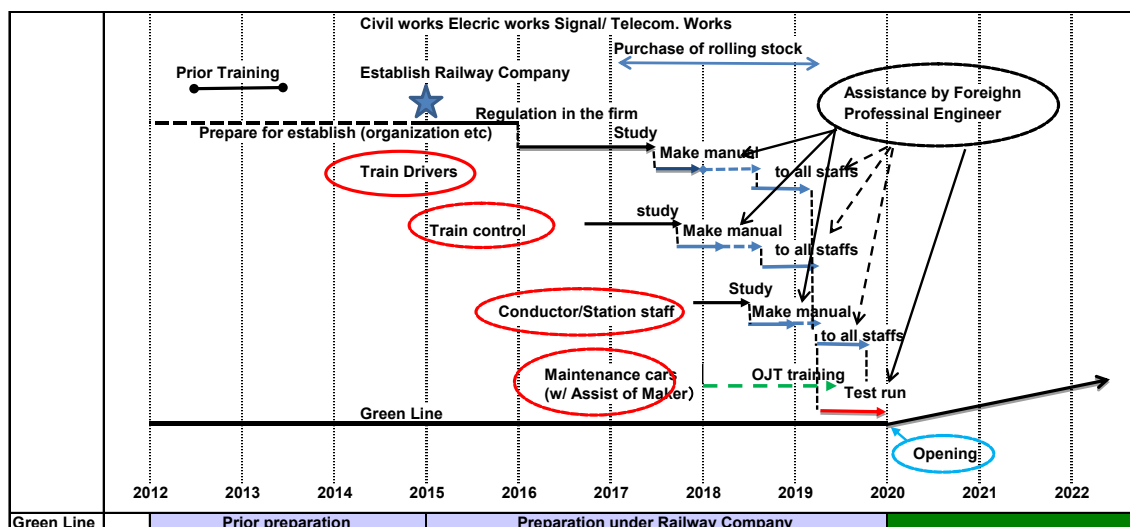 Civil works Elecric works Signal/ Telecom. Works
Purchase of rolling stock
Prior Training
Establish Railway Company
Assistance by Foreighn
Professinal Engineer
Regulation in the firm
Prepare for establish (organization etc)
Study
Make manual
Train Drivers
to all staffs
study
Train control
Make manual
to all staffs
Study
Conductor/Station staff
Make manual
to all staffs
Maintenance cars
(w/ Assist of Maker)
OJT training
Test run
Green Line
Opening
2012 2013 2014 2015 2016 2017 2018 2019 2020 2021 2022
Green Line Prior preparation Preparation under Railway Company